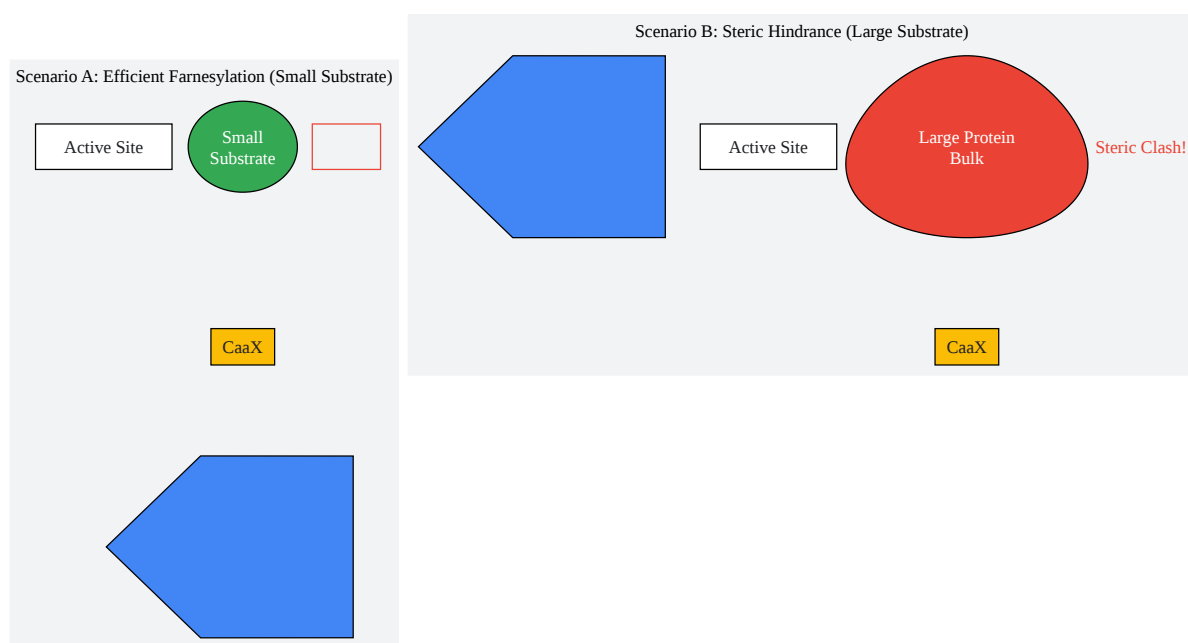 Scenario A: Efficient Farnesylation (Small Substrate)
Active Site
Small
Substrate
CaaX
Scenario B: Steric Hindrance (Large Substrate)
Active Site
Large Protein
Bulk
Steric Clash!
CaaX